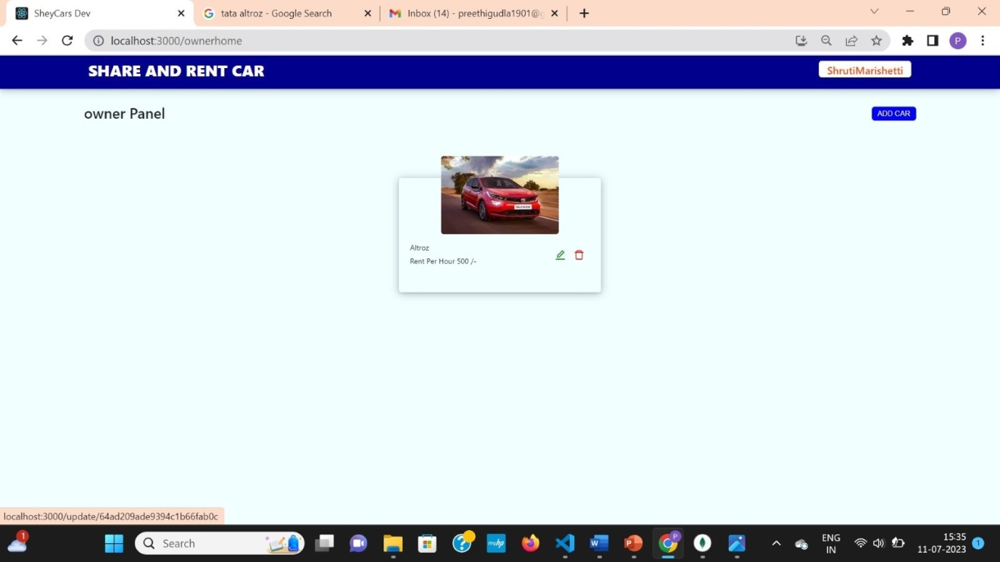 SheyCars Dev
tata altroz - Google Search
Inbox (14) - preethigudla1901@g
localhost:3000/ownerhome
P
SHARE AND RENT CAR
ShrutiMarishetti
owner Panel
ADD CAR
Altroz
Rent Per Hour 500 /-
localhost:3000/update/64ad209ade9394c1b66fab0c
1
Search
myhp
W
P
P
ENG
IN
15:35
11-07-2023
1